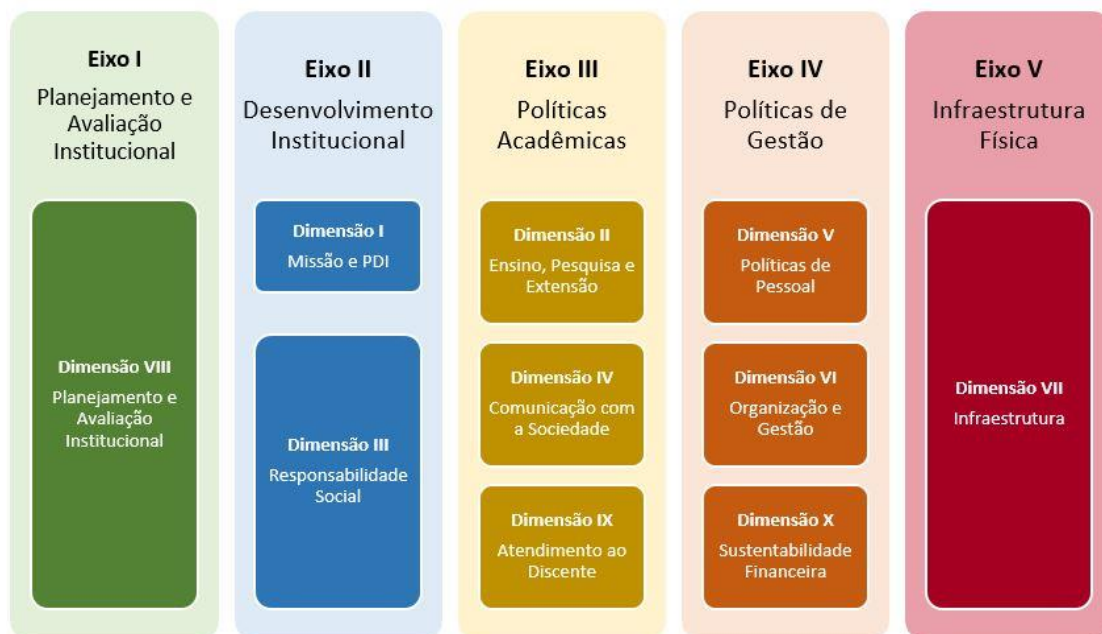 Eixo I
Planejamento e
Avaliação
Institucional
Dimensão VIII
Planejamento e
Avaliação
Institucional
Eixo II
Desenvolvimento
Institucional
Dimensão I
Missão e PDI
Dimensão III
Responsabilidade
Social
Eixo III
Políticas
Acadêmicas
Dimensão II
Ensino, Pesquisa e
Extensão
Dimensão IV
Comunicação com
a Sociedade
Dimensão IX
Atendimento ao
Discente
Eixo IV
Políticas de
Gestão
Dimensão V
Políticas de
Pessoal
Dimensão VI
Organização e
Gestão
Dimensão X
Sustentabilidade
Financeira
Eixo V
Infraestrutura
Física
Dimensão VII
Infraestrutura